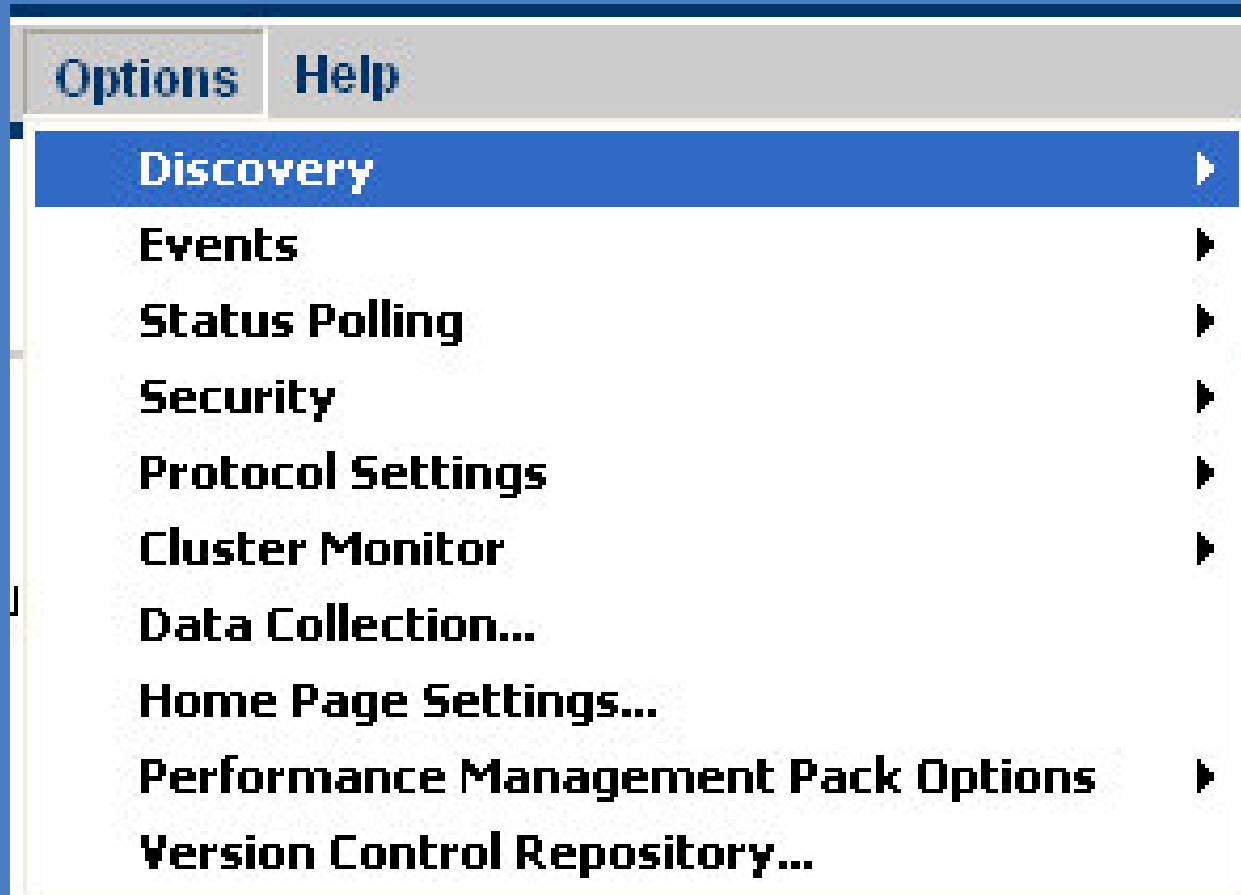 Options Help
Discovery
Events
Status Polling
Security
Protocol Settings
Cluster Monitor
Data Collection...
Home Page Settings...
Performance Management Pack Options
Version Control Repository...